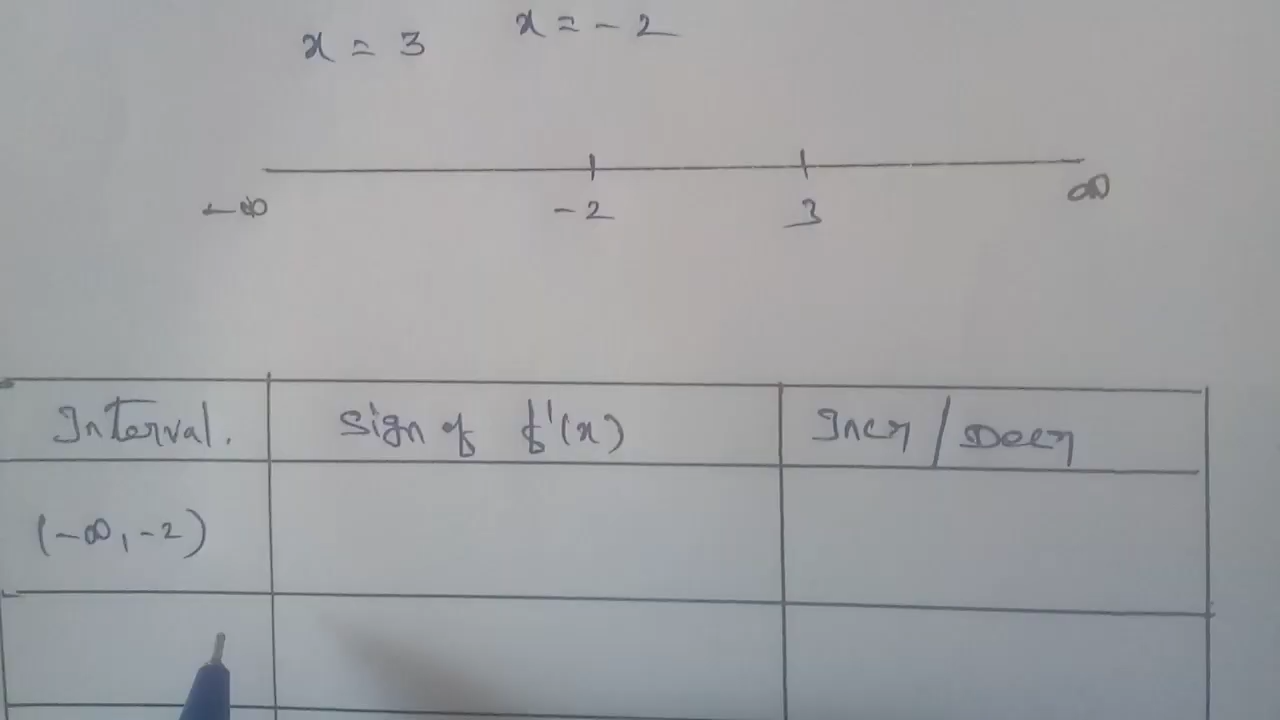 x = 3 x = - 2
-∞ -2 3 ∞
Interval. Sign of f'(x) Incr / Decr
(-∞, -2)